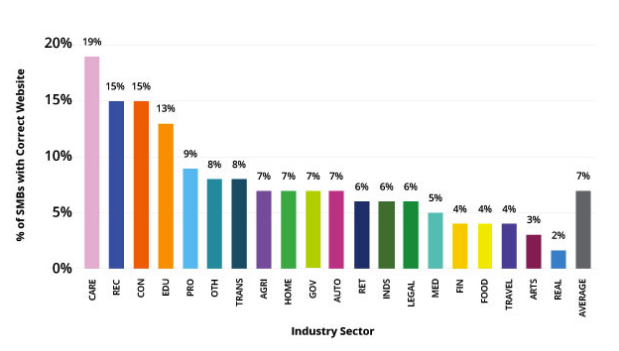 % of SMBs with Correct Website
20%
15%
10%
5%
0%
19%
15%
15%
13%
9%
8%
8%
7%
7%
7%
7%
6%
6%
6%
5%
4%
4%
4%
3%
2%
7%
CARE
REC
CON
EDU
PRO
OTH
TRANS
AGRI
HOME
GOV
AUTO
RET
INDS
LEGAL
MED
FIN
FOOD
TRAVEL
ARTS
REAL
AVERAGE
Industry Sector